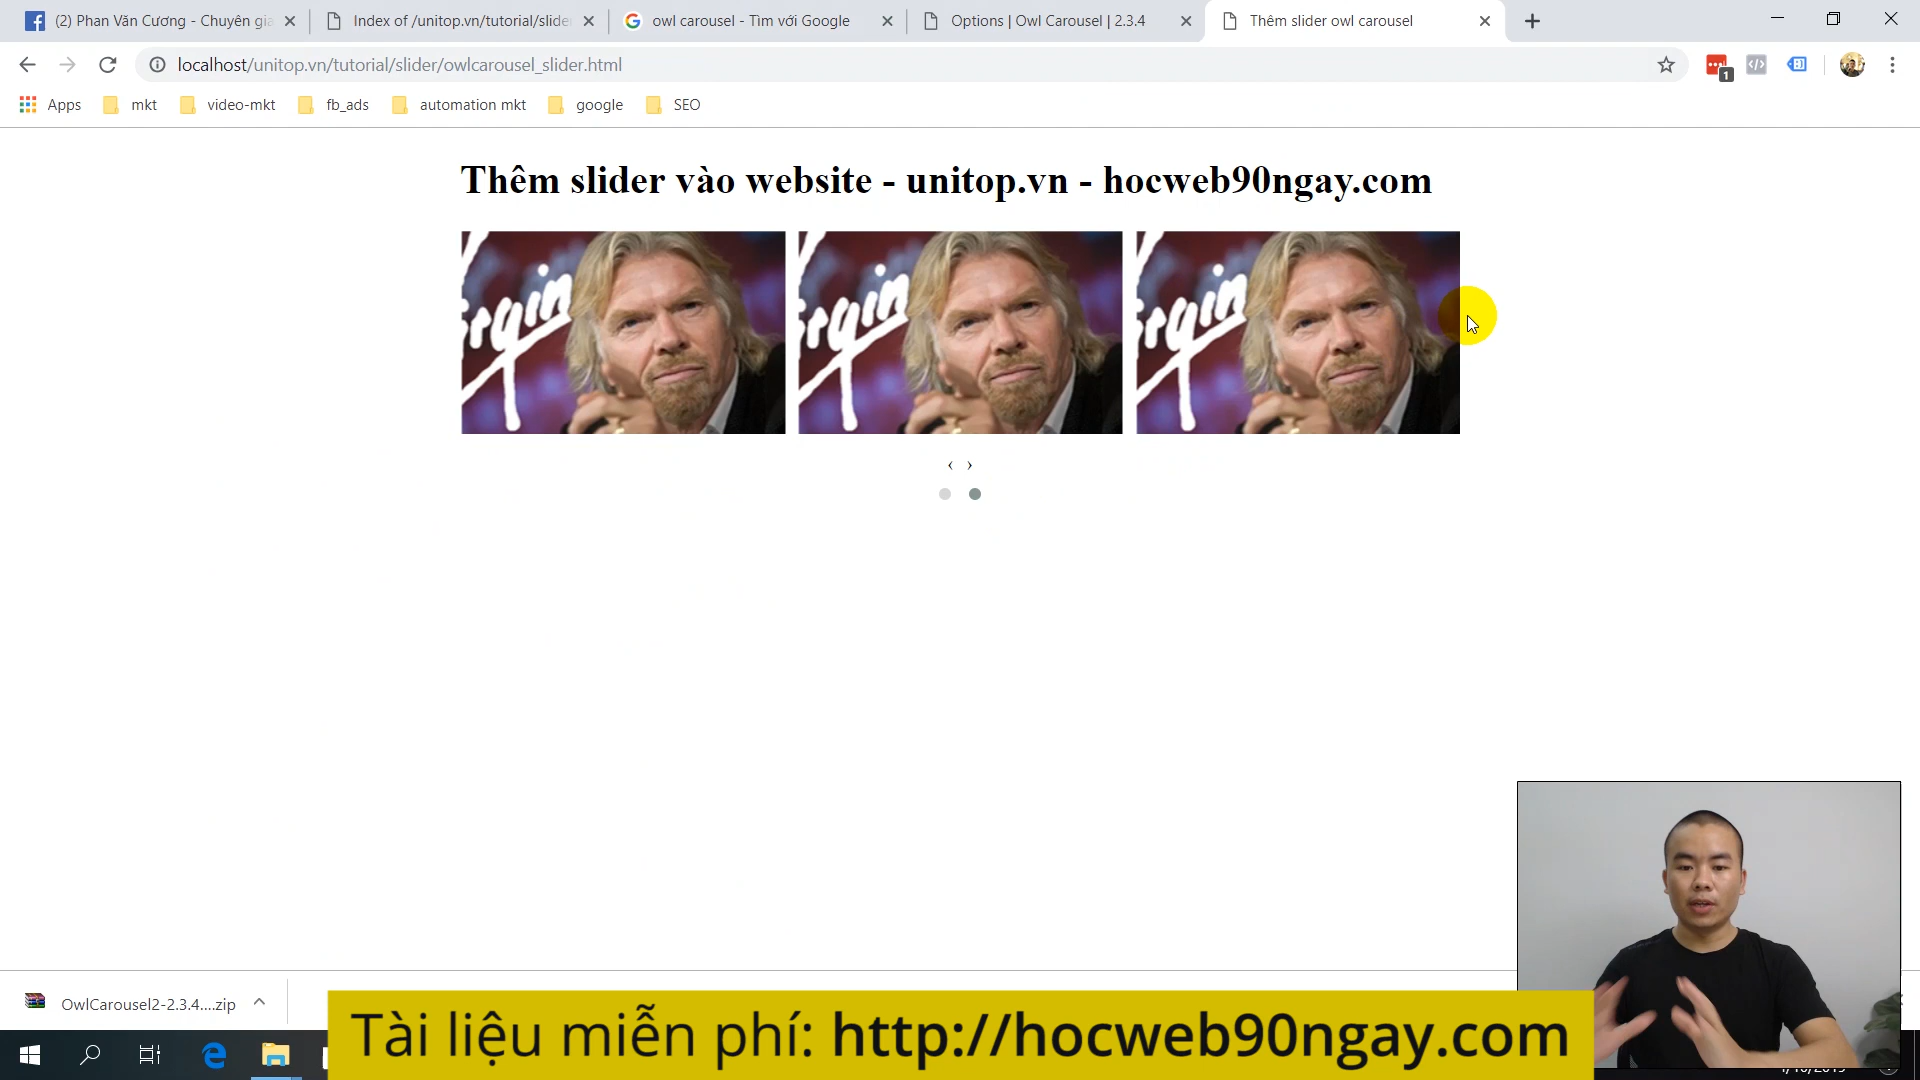 (2) Phan Văn Cương - Chuyên gia
Index of /unitop.vn/tutorial/slider
owl carousel - Tìm với Google
Options | Owl Carousel | 2.3.4
Thêm slider owl carousel
localhost/unitop.vn/tutorial/slider/owlcarousel_slider.html
1
Apps
mkt
video-mkt
fb_ads
automation mkt
google
SEO
Thêm slider vào website - unitop.vn - hocweb90ngay.com
‹ ›
OwlCarousel2-2.3.4....zip
Tài liệu miễn phí: http://hocweb90ngay.com